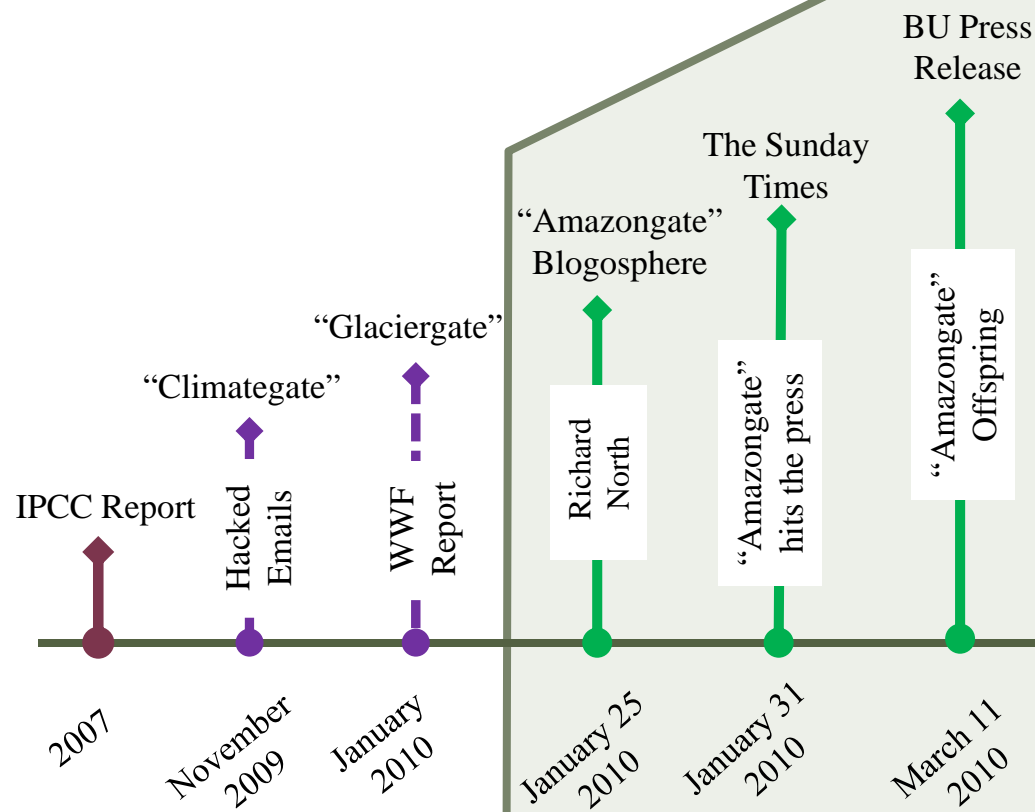 IPCC Report
2007
“Climategate”
Hacked
Emails
November
2009
“Glaciergate”
WWF
Report
January
2010
“Amazongate”
Blogosphere
Richard
North
January 25
2010
The Sunday
Times
“Amazongate”
hits the press
January 31
2010
BU Press
Release
“Amazongate”
Offspring
March 11
2010